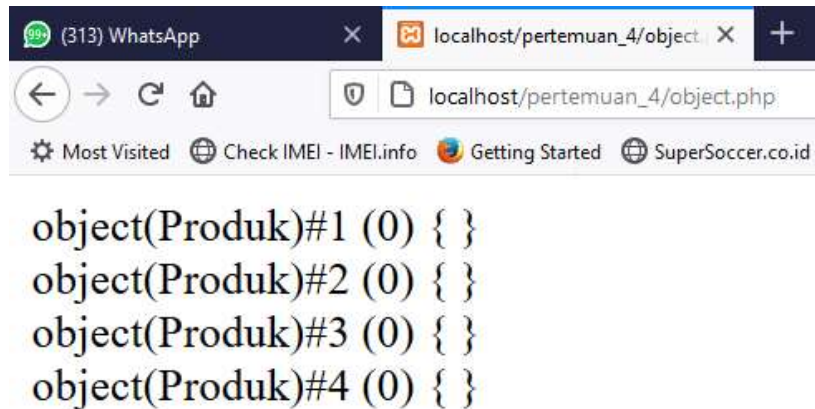 99+ (313) WhatsApp
localhost/pertemuan_4/object.
localhost/pertemuan_4/object.php
Most Visited Check IMEI - IMEI.info Getting Started SuperSoccer.co.id
object(Produk)#1 (0) { }
object(Produk)#2 (0) { }
object(Produk)#3 (0) { }
object(Produk)#4 (0) { }